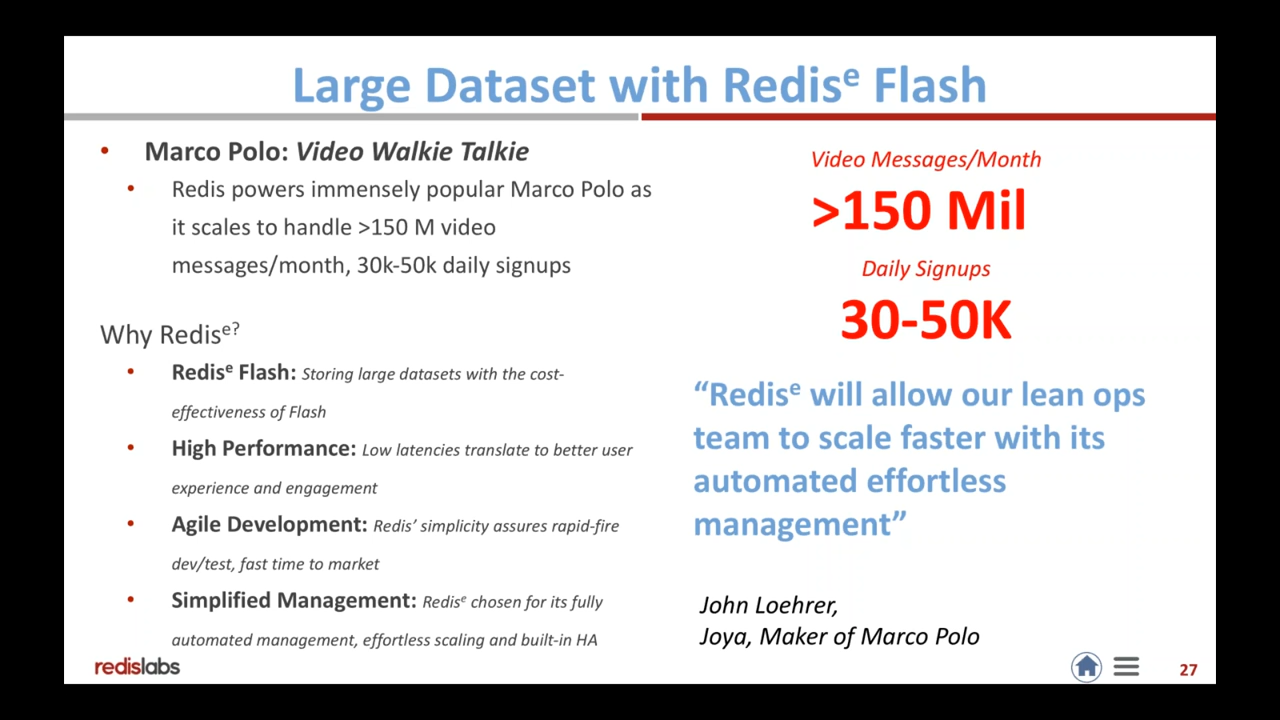 Large Dataset with Redisᵉ Flash
• Marco Polo: Video Walkie Talkie
• Redis powers immensely popular Marco Polo as
it scales to handle >150 M video
messages/month, 30k-50k daily signups
Why Redisᵉ?
• Redisᵉ Flash: Storing large datasets with the cost-
effectiveness of Flash
• High Performance: Low latencies translate to better user
experience and engagement
• Agile Development: Redis’ simplicity assures rapid-fire
dev/test, fast time to market
• Simplified Management: Redisᵉ chosen for its fully
automated management, effortless scaling and built-in HA
Video Messages/Month
>150 Mil
Daily Signups
30-50K
“Redisᵉ will allow our lean ops
team to scale faster with its
automated effortless
management”
John Loehrer,
Joya, Maker of Marco Polo
redislabs
27